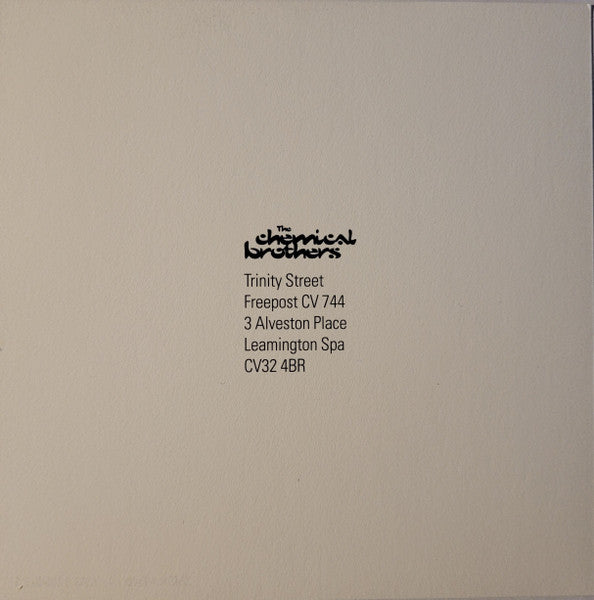 The
chemical
brothers
Trinity Street
Freepost CV 744
3 Alveston Place
Leamington Spa
CV32 4BR